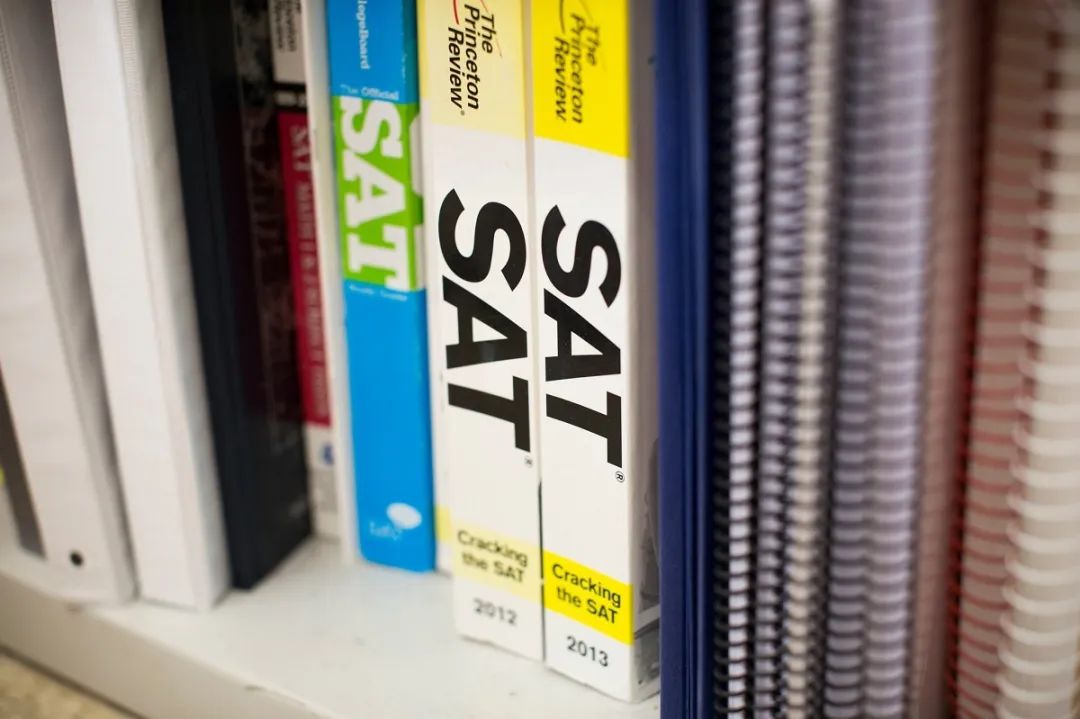 CollegeBoard
The Official
SAT
SAT
The
Princeton
Review®
SAT®
Cracking
the SAT
2012
The
Princeton
Review
SAT®
Cracking
the SAT
2013